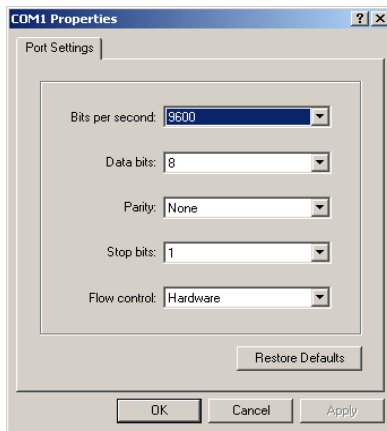 COM1 Properties
Port Settings
Bits per second: 9600
Data bits: 8
Parity: None
Stop bits: 1
Flow control: Hardware
Restore Defaults
OK Cancel Apply